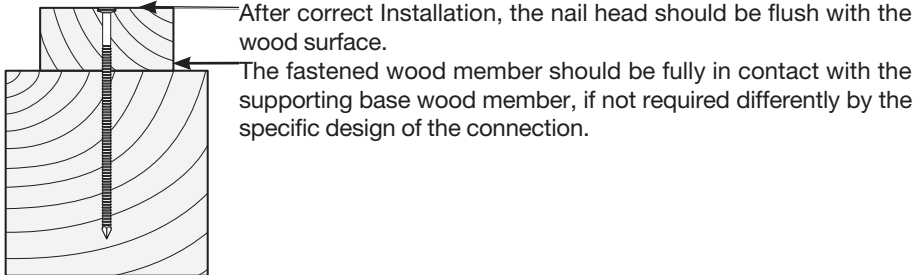 After correct Installation, the nail head should be flush with the
wood surface.
The fastened wood member should be fully in contact with the
supporting base wood member, if not required differently by the
specific design of the connection.